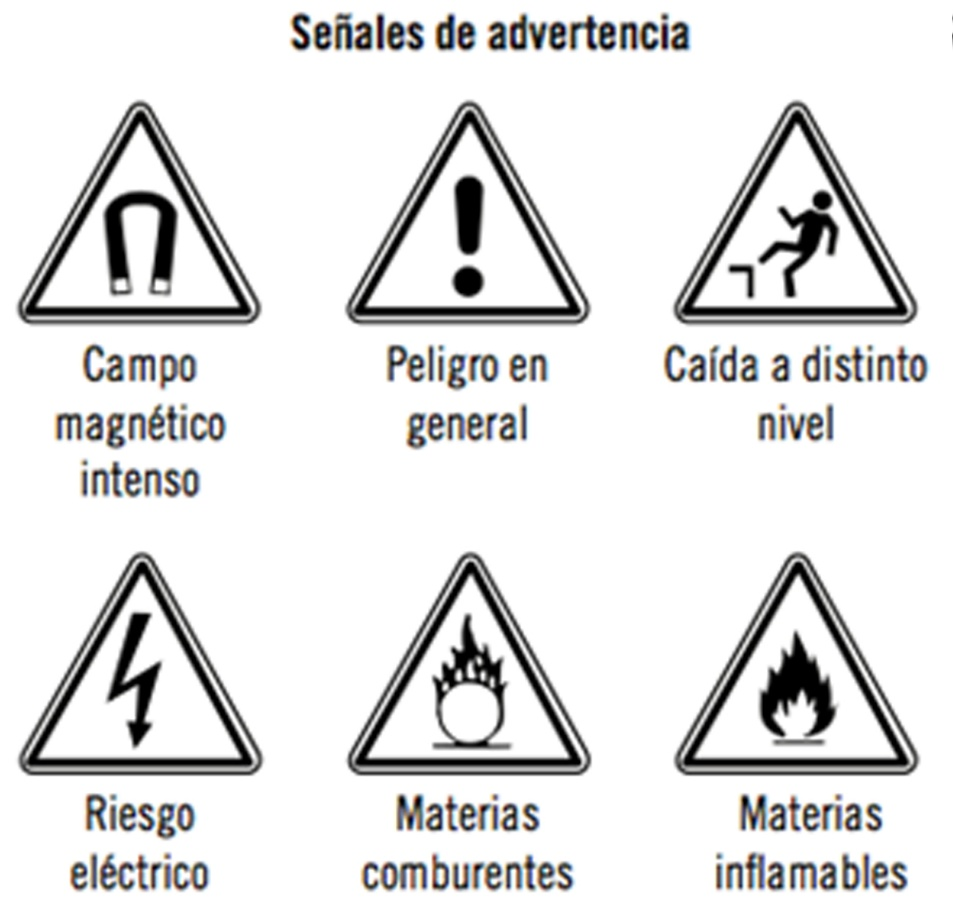 Señales de advertencia
Campo
magnético
intenso
Peligro en
general
Caída a distinto
nivel
Riesgo
eléctrico
Materias
comburentes
Materias
inflamables